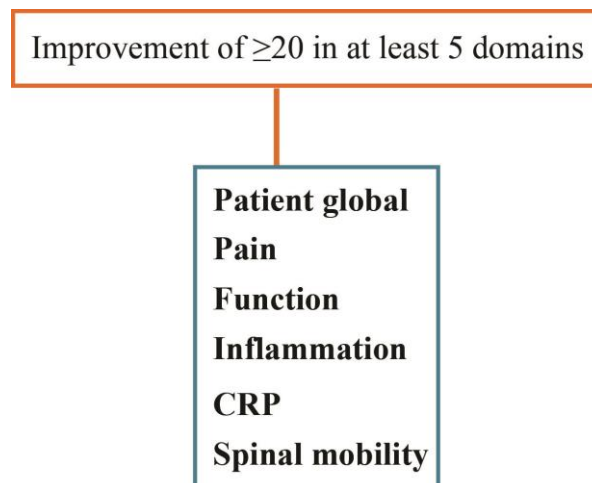 Improvement of ≥20 in at least 5 domains
Patient global
Pain
Function
Inflammation
CRP
Spinal mobility